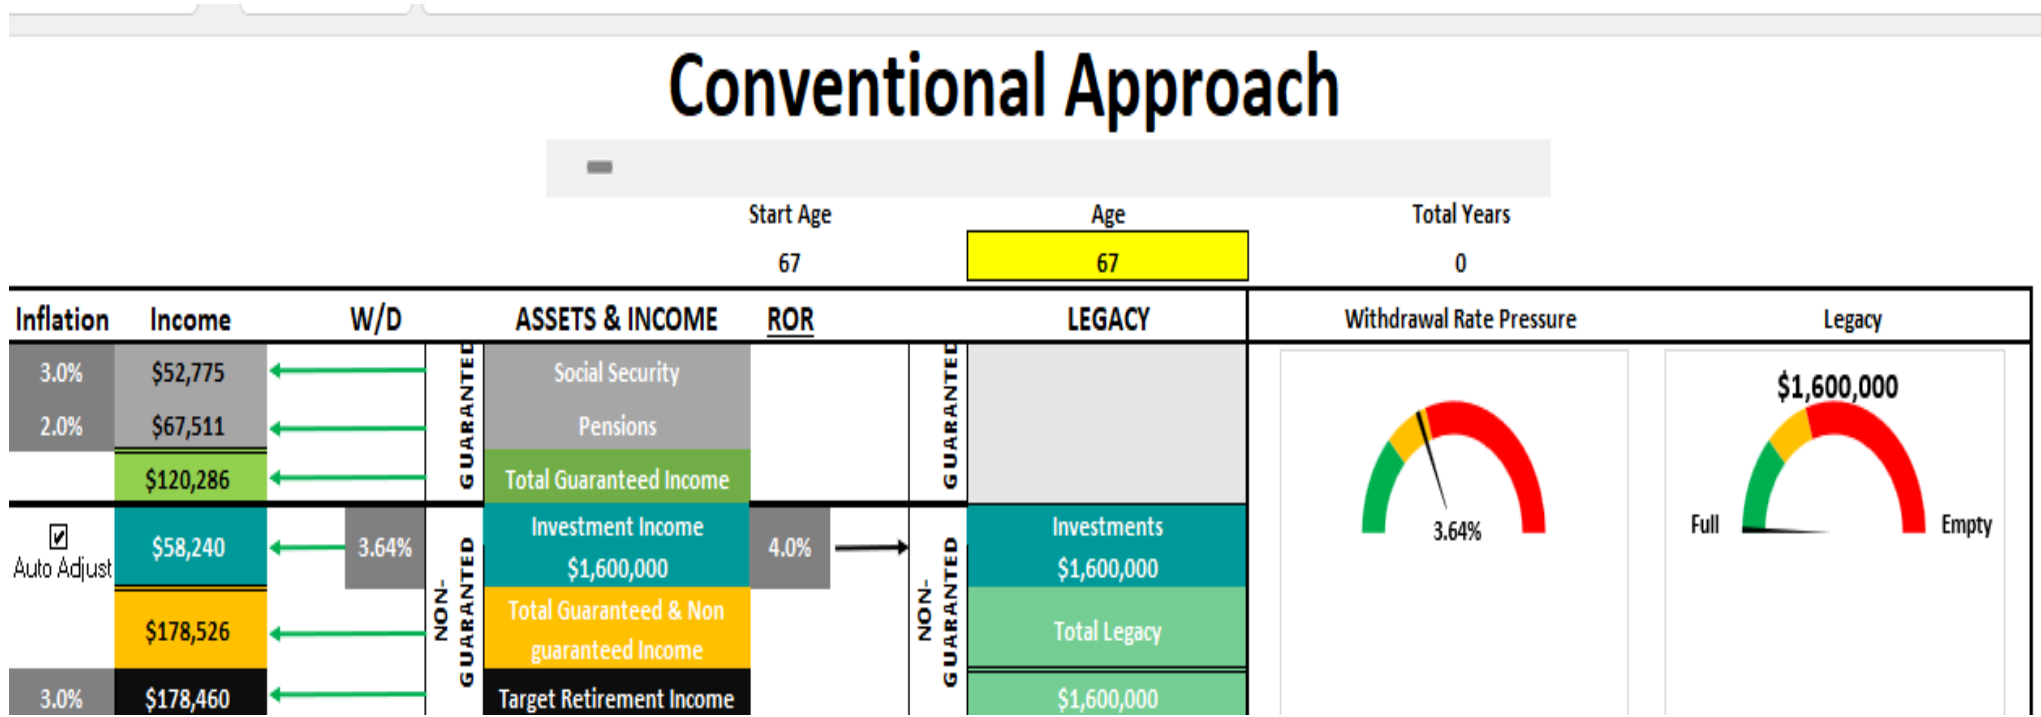 Conventional Approach
Start Age Age Total Years
67 67 0
Inflation Income W/D ASSETS & INCOME ROR LEGACY Withdrawal Rate Pressure Legacy
GUARANTEED GUARANTEED
3.0% $52,775 Social Security $1,600,000
2.0% $67,511 Pensions
$120,286 Total Guaranteed Income
3.64% Full Empty
NON-GUARANTEED NON-GUARANTEED
Auto Adjust $58,240 3.64% Investment Income 4.0% Investments
$1,600,000 $1,600,000
$178,526 Total Guaranteed & Non Total Legacy
guaranteed Income
3.0% $178,460 Target Retirement Income $1,600,000